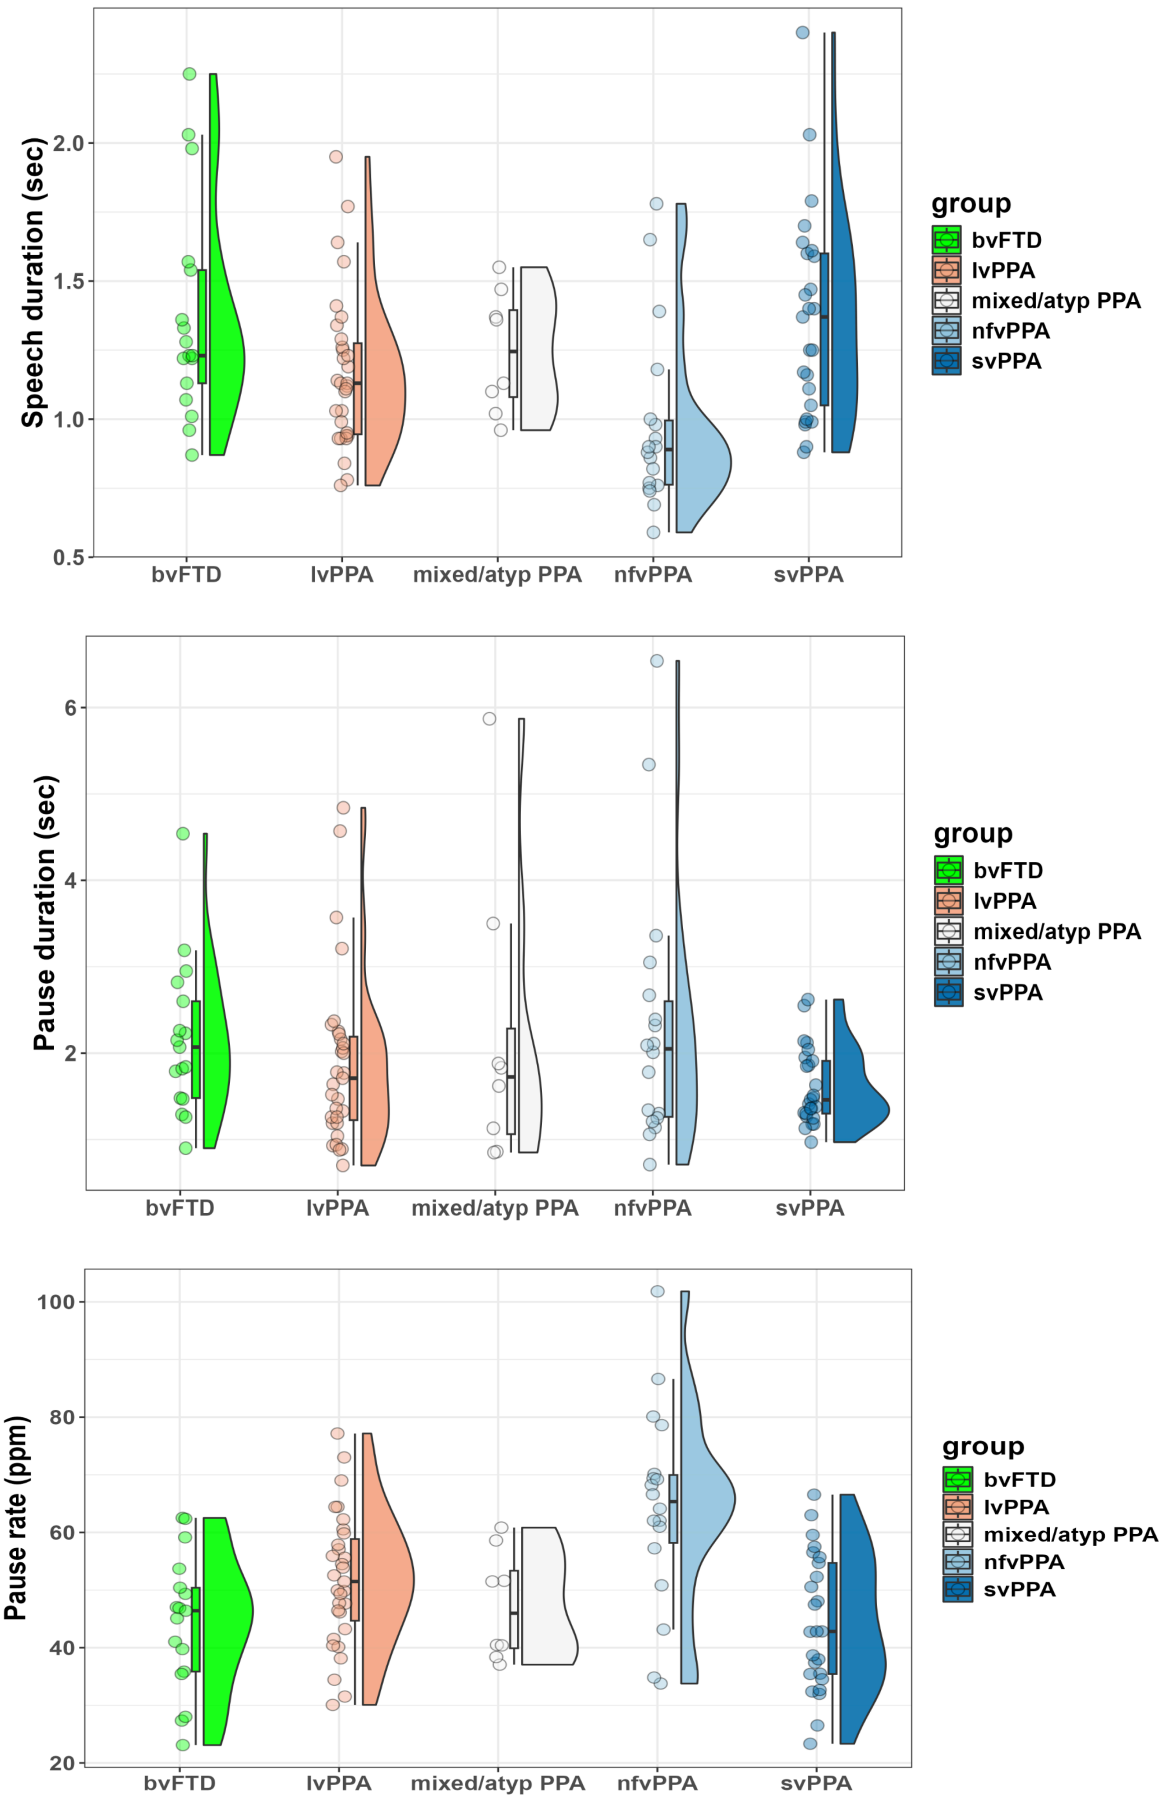 Speech duration (sec)
2.0
1.5
1.0
0.5
bvFTD lvPPA mixed/atyp PPA nfvPPA svPPA
group
bvFTD
lvPPA
mixed/atyp PPA
nfvPPA
svPPA
Pause duration (sec)
6
4
2
bvFTD lvPPA mixed/atyp PPA nfvPPA svPPA
group
bvFTD
lvPPA
mixed/atyp PPA
nfvPPA
svPPA
Pause rate (ppm)
100
80
60
40
20
bvFTD lvPPA mixed/atyp PPA nfvPPA svPPA
group
bvFTD
lvPPA
mixed/atyp PPA
nfvPPA
svPPA